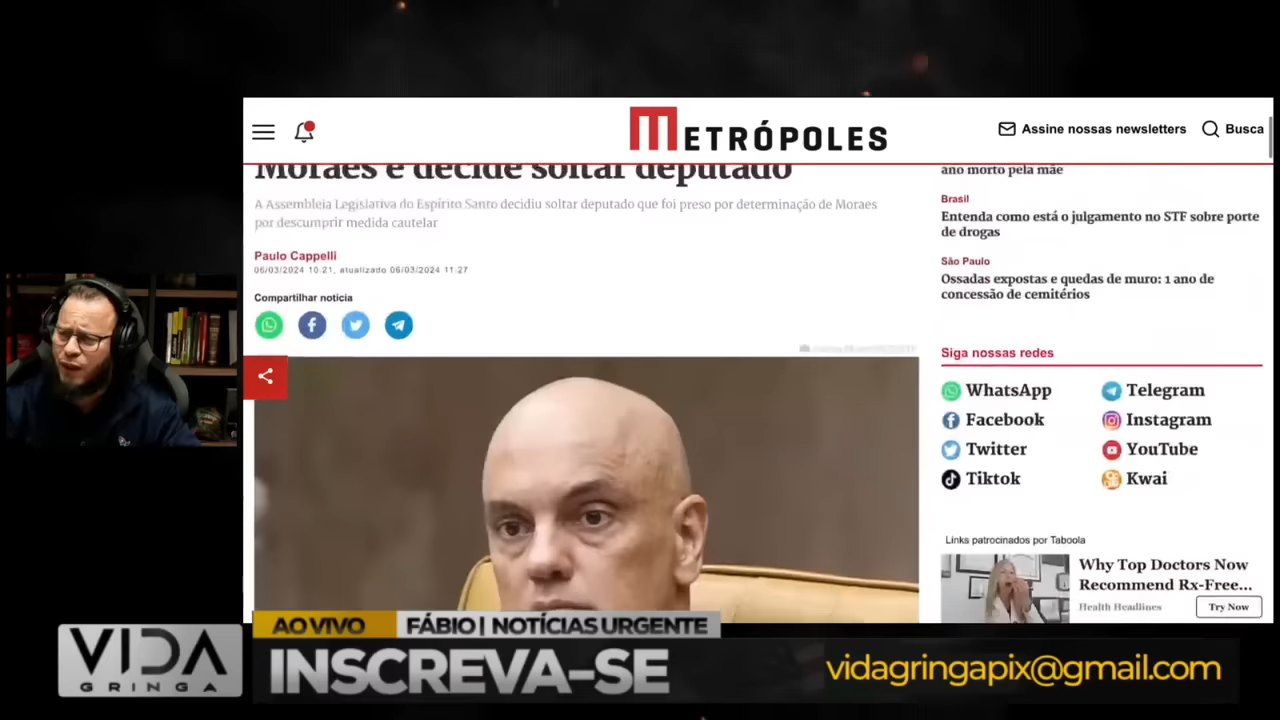 METRÓPOLES
Assine nossas newsletters
Busca
Moraes e decide soltar deputado
A Assembleia Legislativa do Espírito Santo decidiu soltar deputado que foi preso por determinação de Moraes
por descumprir medida cautelar
Paulo Cappelli
06/03/2024 10:21, atualizado 06/03/2024 11:27
Compartilhar notícia
ano morto pela mãe
Brasil
Entenda como está o julgamento no STF sobre porte
de drogas
São Paulo
Ossadas expostas e quedas de muro: 1 ano de
concessão de cemitérios
Siga nossas redes
WhatsApp
Telegram
Facebook
Instagram
Twitter
YouTube
Tiktok
Kwai
Links patrocinados por Taboola
Why Top Doctors Now
Recommend Rx-Free...
Health Headlines
Try Now
AO VIVO
FÁBIO | NOTÍCIAS URGENTE
VIDA
GRINGA
INSCREVA-SE
vidagringapix@gmail.com